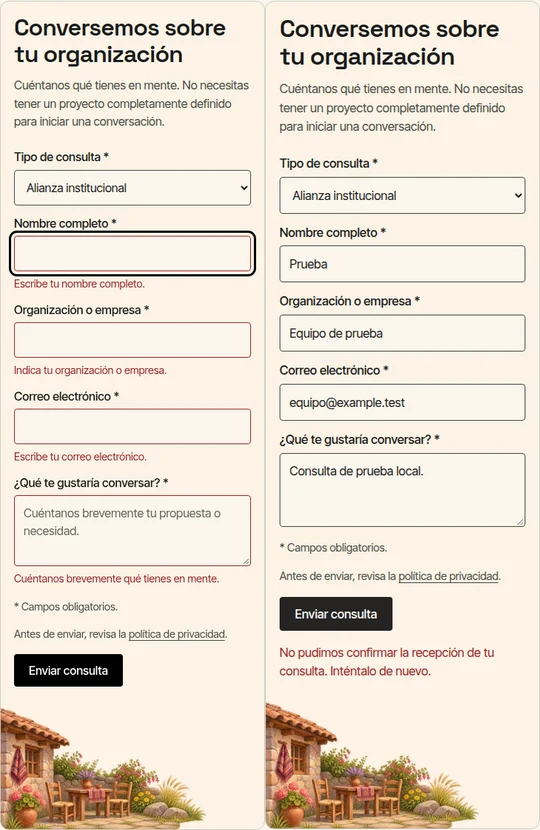 Conversemos sobre
tu organización
Cuéntanos qué tienes en mente. No necesitas
tener un proyecto completamente definido
para iniciar una conversación.
Tipo de consulta *
Alianza institucional
Nombre completo *
Escribe tu nombre completo.
Organización o empresa *
Indica tu organización o empresa.
Correo electrónico *
Escribe tu correo electrónico.
¿Qué te gustaría conversar? *
Cuéntanos brevemente tu propuesta o
necesidad.
Cuéntanos brevemente qué tienes en mente.
* Campos obligatorios.
Antes de enviar, revisa la política de privacidad.
Enviar consulta
Conversemos sobre
tu organización
Cuéntanos qué tienes en mente. No necesitas
tener un proyecto completamente definido
para iniciar una conversación.
Tipo de consulta *
Alianza institucional
Nombre completo *
Prueba
Organización o empresa *
Equipo de prueba
Correo electrónico *
equipo@example.test
¿Qué te gustaría conversar? *
Consulta de prueba local.
* Campos obligatorios.
Antes de enviar, revisa la política de privacidad.
Enviar consulta
No pudimos confirmar la recepción de tu
consulta. Inténtalo de nuevo.